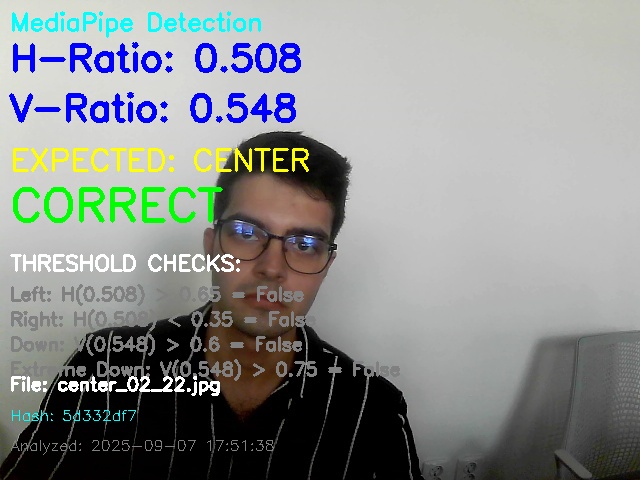 MediaPipe Detection
H-Ratio: 0.508
V-Ratio: 0.548
EXPECTED: CENTER
CORRECT
THRESHOLD CHECKS:
Left: H(0.508) > 0.65 = False
Right: H(0.508) < 0.35 = False
Down: V(0.548) > 0.6 = False
Extreme Down: V(0.548) > 0.75 = False
File: center_02_22.jpg
Hash: 5d332df7
Analyzed: 2025-09-07 17:51:38